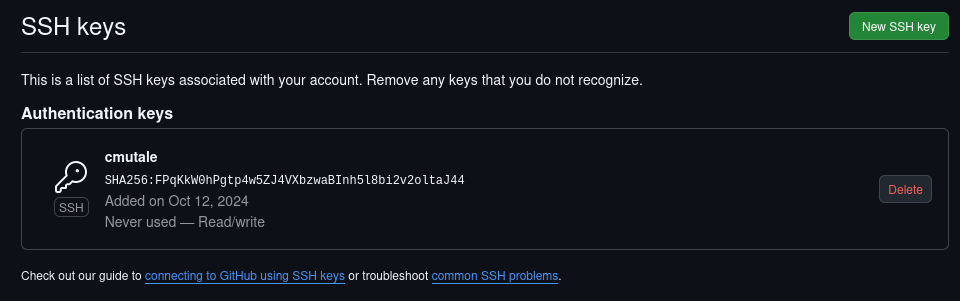 SSH keys
New SSH key
This is a list of SSH keys associated with your account. Remove any keys that you do not recognize.
Authentication keys
cmutale
SHA256:FPqKkW0hPgtp4w5ZJ4VXbzwaBInh5l8bi2v2oltaJ44
SSH
Added on Oct 12, 2024
Never used — Read/write
Delete
Check out our guide to connecting to GitHub using SSH keys or troubleshoot common SSH problems.